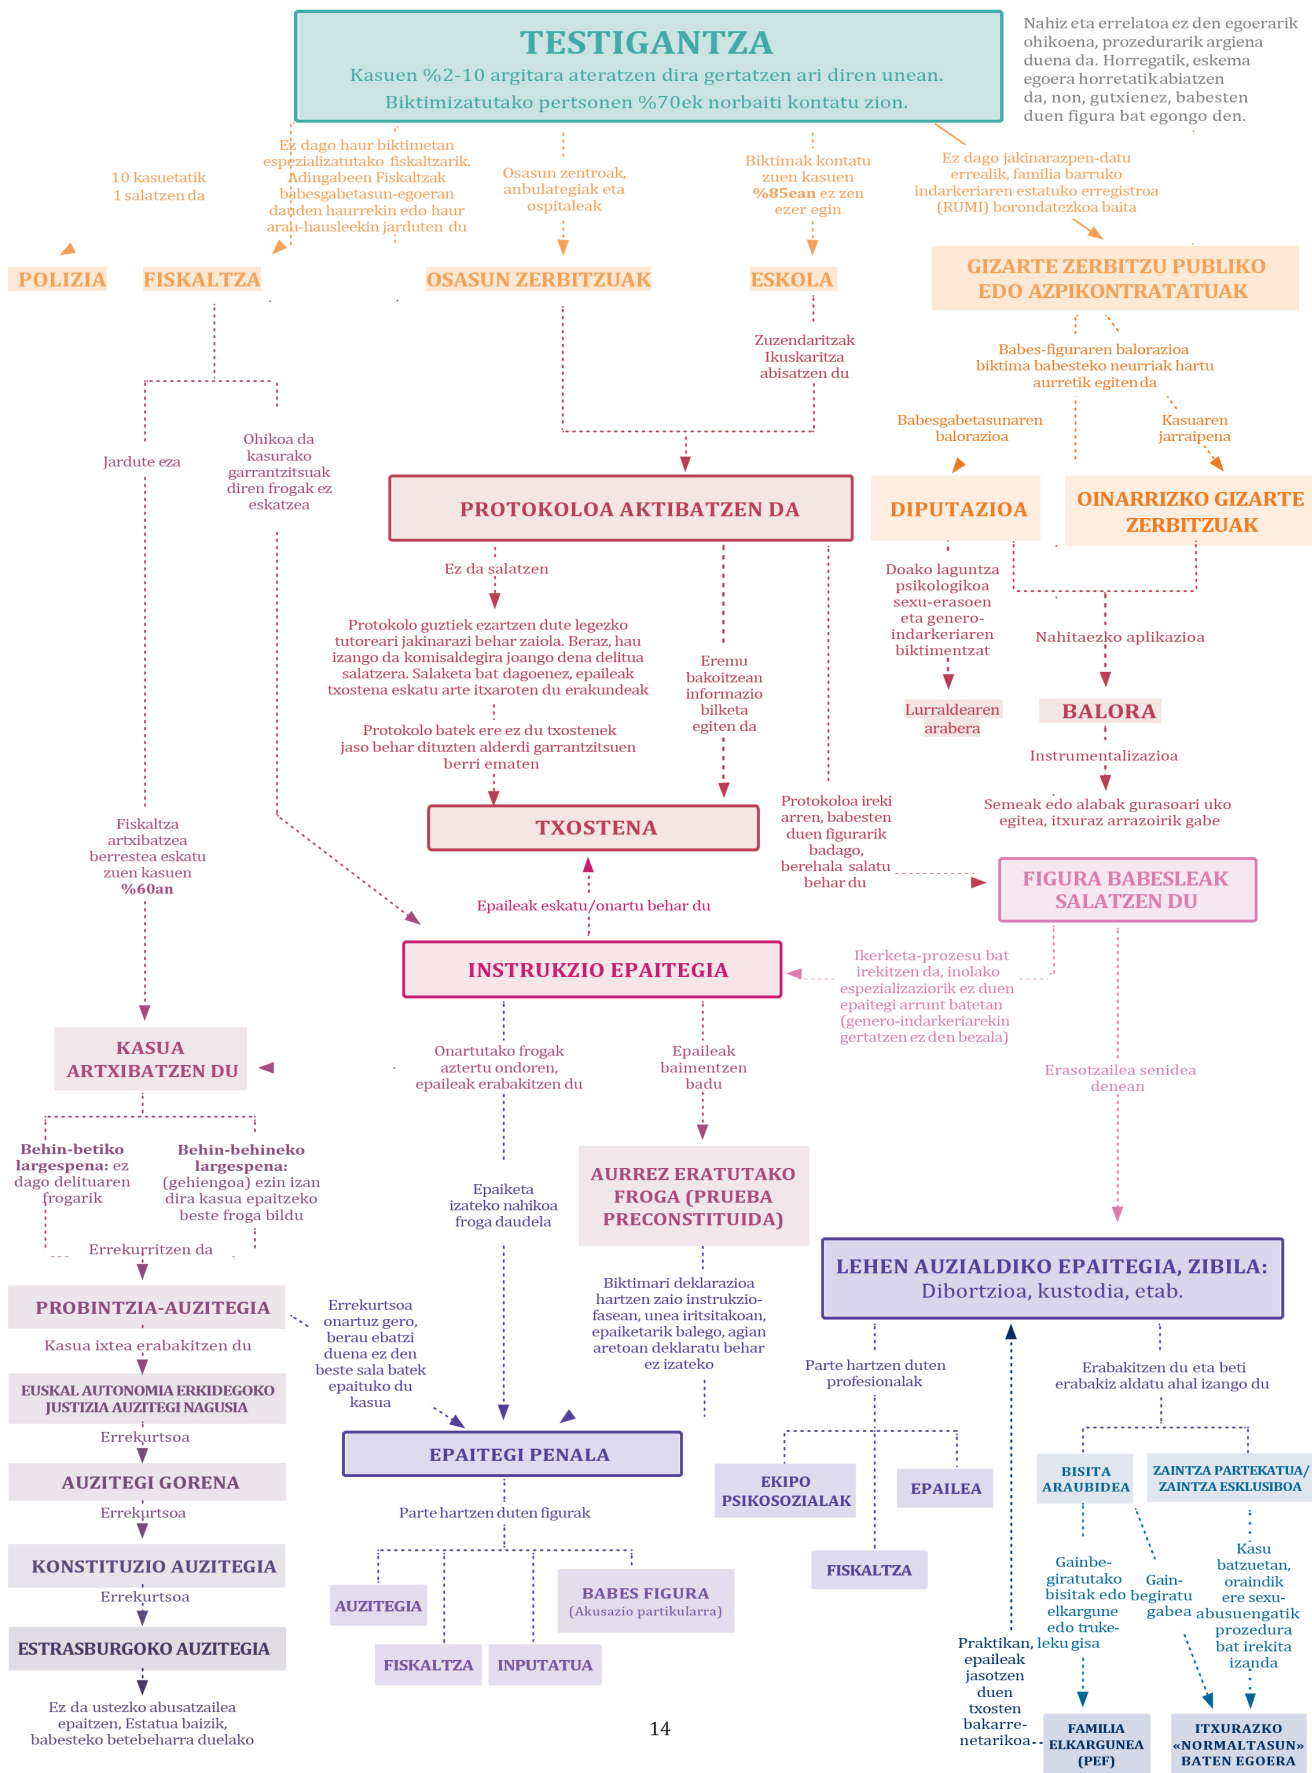 TESTIGANTZA
Kasuen %2-10 argitara ateratzen dira gertatzen ari diren unean.
Biktimizatutako pertsonen %70ek norbaiti kontatu zion.
Nahiz eta errelatoa ez den egoerarik
ohikoena, prozedurarik argiena
duena da. Horregatik, eskema
egoera horretatik abiatzen
da, non, gutxienez, babesten
duen figura bat egongo den.
10 kasuetatik
1 salatzen da
Ez dago haur biktimetan
espezializatutako fiskaltzarik.
Adingabeen Fiskaltzak
babesgabetasun-egoeran
dauden haurrekin edo haur
arau-hausleekin jarduten du
Osasun zentroak,
anbulategiak eta
ospitaleak
Biktimak kontatu
zuen kasuen
%85ean ez zen
ezer egin
Ez dago jakinarazpen-datu
errealik, familia barruko
indarkeriaren estatuko erregistroa
(RUMI) borondatezkoa baita
POLIZIA
FISKALTZA
OSASUN ZERBITZUAK
ESKOLA
GIZARTE ZERBITZU PUBLIKO
EDO AZPIKONTRATATUAK
Zuzendaritzak
Ikuskaritza
abisatzen du
Babes-figuraren balorazioa
biktima babesteko neurriak hartu
aurretik egiten da
Babesgabetasunaren
balorazioa
Kasuaren
jarraipena
Jardute eza
Ohikoa da
kasurako
garrantzitsuak
diren frogak ez
eskatzea
PROTOKOLOA AKTIBATZEN DA
DIPUTAZIOA
OINARRIZKO GIZARTE
ZERBITZUAK
Ez da salatzen
Protokolo guztiek ezartzen dute legezko
tutoreari jakinarazi behar zaiola. Beraz, hau
izango da komisaldegira joango dena delitua
salatzera. Salaketa bat dagoenez, epaileak
txostena eskatu arte itxaroten du erakundeak
Protokolo batek ere ez du txostenek
jaso behar dituzten alderdi garrantzitsuen
berri ematen
Eremu
bakoitzean
informazio
bilketa
egiten da
Doako laguntza
psikologikoa
sexu-erasoen
eta genero-
indarkeriaren
biktimentzat
Lurraldearen
arabera
Nahitaezko aplikazioa
BALORA
Instrumentalizazioa
Semeak edo alabak gurasoari uko
egitea, itxuraz arrazoirik gabe
Fiskaltza
artxibatzea
berrestea eskatu
zuen kasuen
%60an
TXOSTENA
Protokoloa ireki
arren, babesten
duen figurarik
badago,
berehala salatu
behar du
FIGURA BABESLEAK
SALATZEN DU
Epaileak eskatu/onartu behar du
INSTRUKZIO EPAITEGIA
Ikerketa-prozesu bat
irekitzen da, inolako
espezializaziorik ez duen
epaitegi arrunt batetan
(genero-indarkeriarekin
gertatzen ez den bezala)
KASUA
ARTXIBATZEN DU
Onartutako frogak
aztertu ondoren,
epaileak erabakitzen du
Epaileak
baimentzen
badu
Erasotzailea senidea
denean
Behin-betiko
largespena: ez
dago delituaren
frogarik
Behin-behineko
largespena:
(gehiengoa) ezin izan
dira kasua epaitzeko
beste froga bildu
Epaiketa
izateko nahikoa
froga daudela
AURREZ ERATUTAKO
FROGA (PRUEBA
PRECONSTITUIDA)
Errekurritzen da
LEHEN AUZIALDIKO EPAITEGIA, ZIBILA:
Dibortzioa, kustodia, etab.
PROBINTZIA-AUZITEGIA
Errekurtsoa
onartuz gero,
berau ebatzi
duena ez den
beste sala batek
epaituko du
kasua
Biktimari deklarazioa
hartzen zaio instrukzio-
fasean, unea iritsitakoan,
epaiketarik balego, agian
aretoan deklaratu behar
ez izateko
Kasua ixtea erabakitzen du
EUSKAL AUTONOMIA ERKIDEGOKO
JUSTIZIA AUZITEGI NAGUSIA
Parte hartzen duten
profesionalak
Erabakitzen du eta beti
erabakiz aldatu ahal izango du
Errekurtsoa
AUZITEGI GORENA
EPAITEGI PENALA
EKIPO
PSIKOSOZIALAK
EPAILEA
BISITA
ARAUBIDEA
ZAINTZA PARTEKATUA/
ZAINTZA ESKLUSIBOA
Errekurtsoa
Parte hartzen duten figurak
KONSTITUZIO AUZITEGIA
FISKALTZA
Gainbe-
giratutako
bisitak edo
elkargune
edo truke-
leku gisa
Gain-
begiratu
gabea
Kasu
batzuetan,
oraindik
ere sexu-
abusuengatik
prozedura
bat irekita
izanda
Errekurtsoa
AUZITEGIA
BABES FIGURA
(Akusazio partikularra)
ESTRASBURGOKO AUZITEGIA
FISKALTZA
INPUTATUA
Praktikan,
epaileak
jasotzen
duen
txosten
bakarre-
netarikoa
Ez da ustezko abusatzailea
epaitzen, Estatua baizik,
babesteko betebeharra duelako
14
FAMILIA
ELKARGUNEA
(PEF)
ITXURAZKO
«NORMALTASUN»
BATEN EGOERA